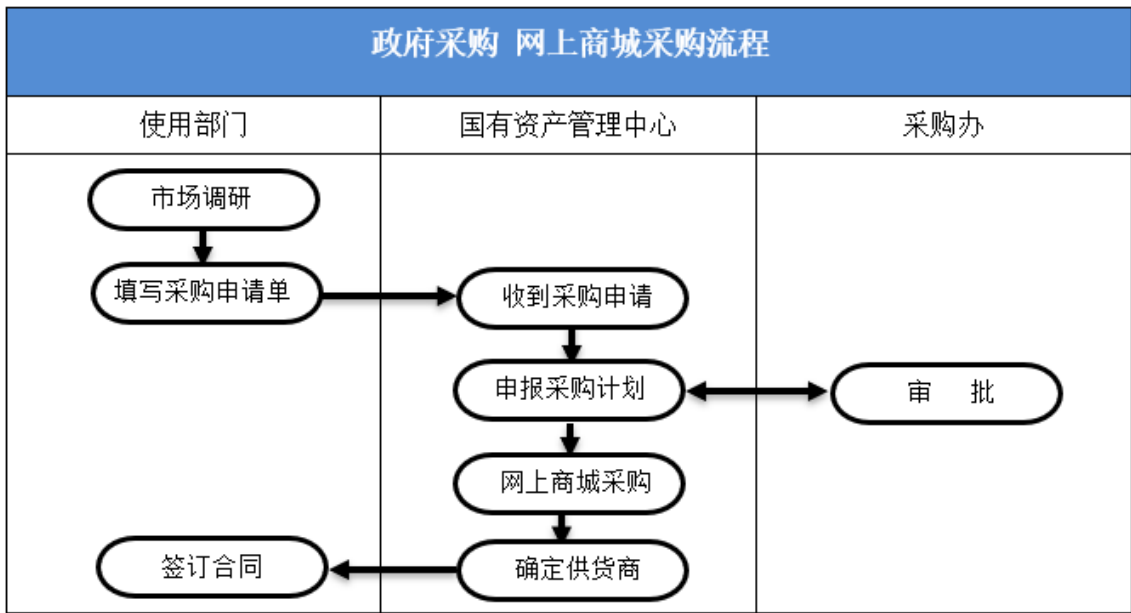 政府采购 网上商城采购流程
使用部门 国有资产管理中心 采购办
市场调研
填写采购申请单 收到采购申请
申报采购计划 审 批
网上商城采购
签订合同 确定供货商